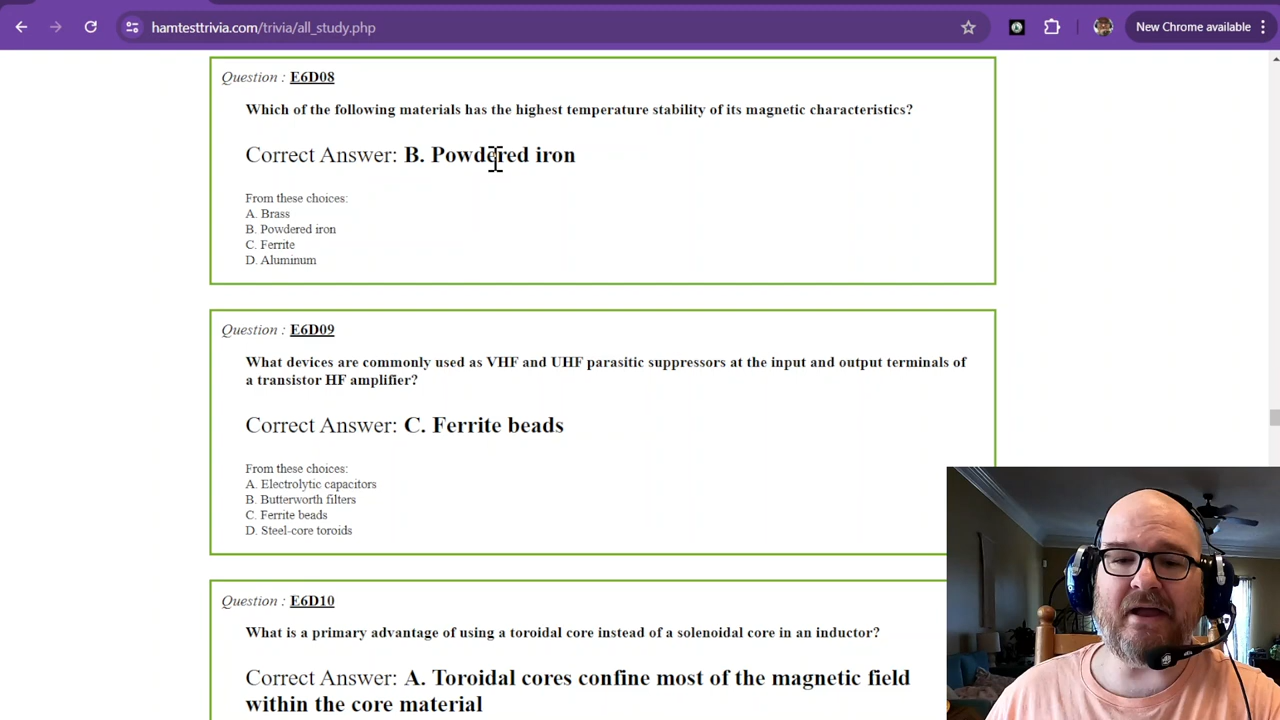 hamtesttrivia.com/trivia/all_study.php
New Chrome available
Question : E6D08
Which of the following materials has the highest temperature stability of its magnetic characteristics?
Correct Answer: B. Powdered iron
From these choices:
A. Brass
B. Powdered iron
C. Ferrite
D. Aluminum
Question : E6D09
What devices are commonly used as VHF and UHF parasitic suppressors at the input and output terminals of
a transistor HF amplifier?
Correct Answer: C. Ferrite beads
From these choices:
A. Electrolytic capacitors
B. Butterworth filters
C. Ferrite beads
D. Steel-core toroids
Question : E6D10
What is a primary advantage of using a toroidal core instead of a solenoidal core in an inductor?
Correct Answer: A. Toroidal cores confine most of the magnetic field
within the core material